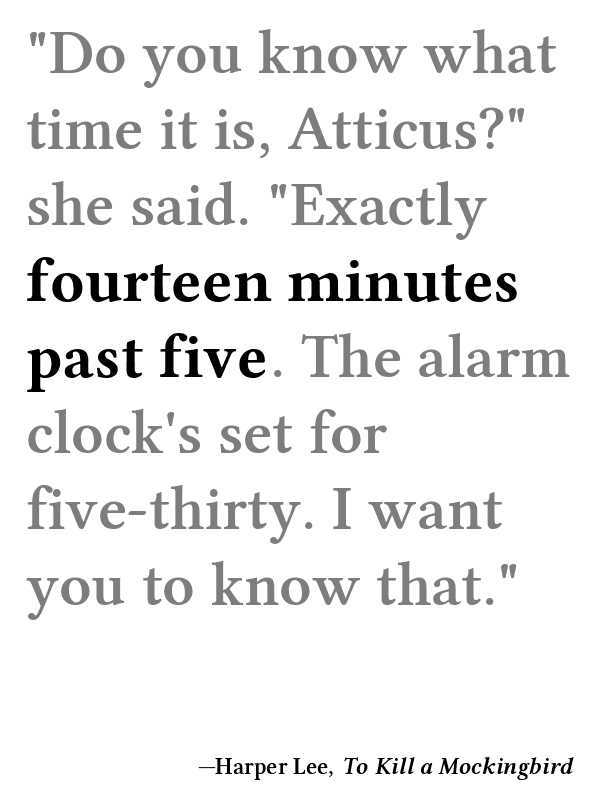 "Do you know what
time it is, Atticus?"
she said. "Exactly
fourteen minutes
past five. The alarm
clock's set for
five-thirty. I want
you to know that."
—Harper Lee, To Kill a Mockingbird